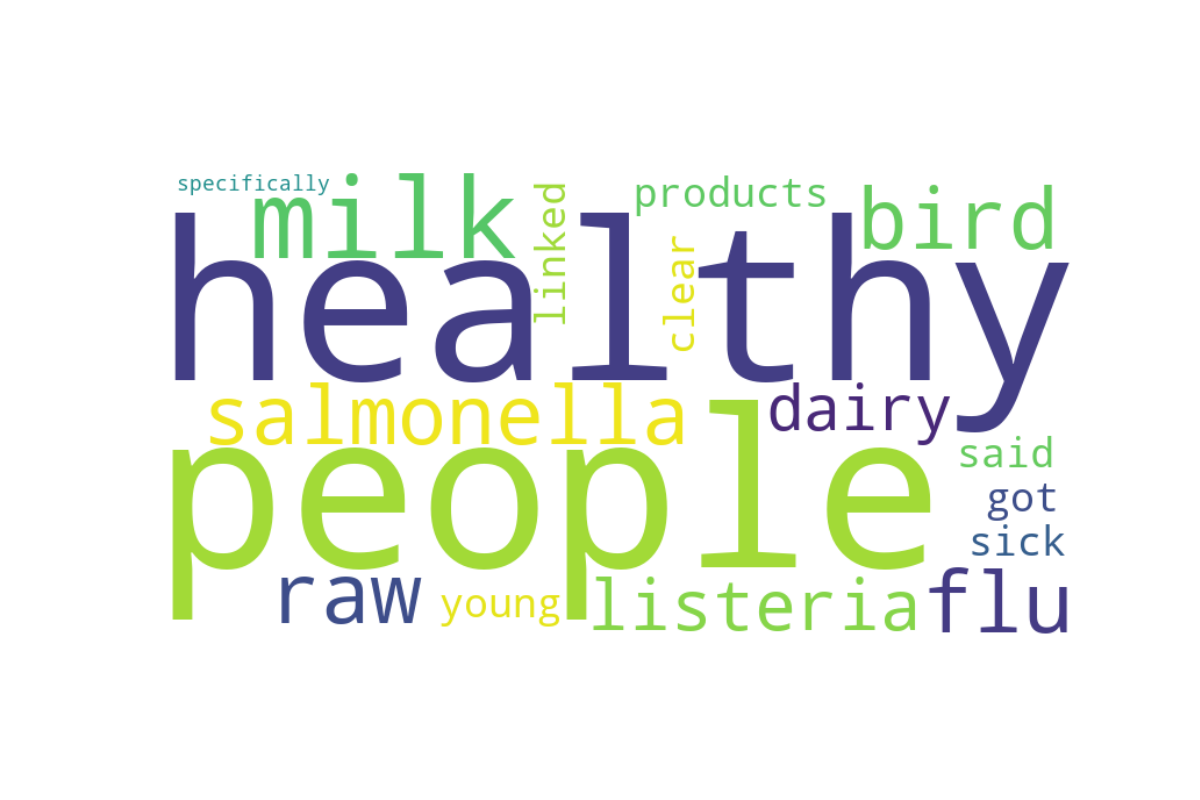 specifically
milk
linked
products
bird
healthy
clear
salmonella
dairy
people
said
got
sick
raw
young
listeria
flu